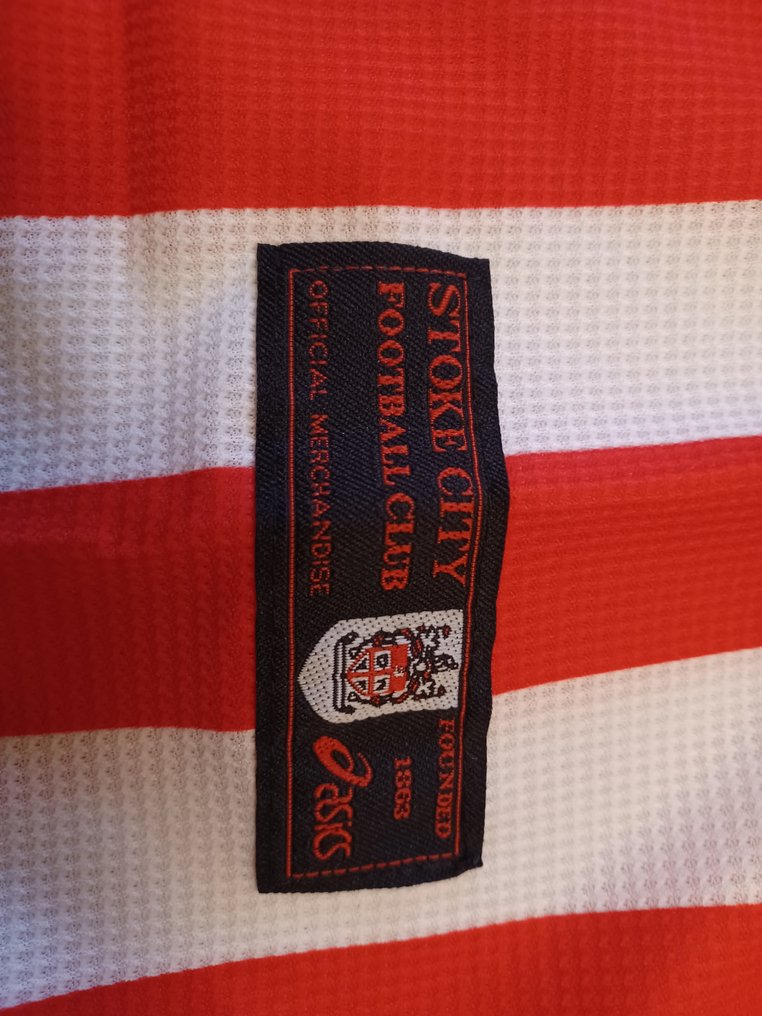 STOKE CITY
FOOTBALL CLUB
OFFICIAL MERCHANDISE
FOUNDED
1863
asics